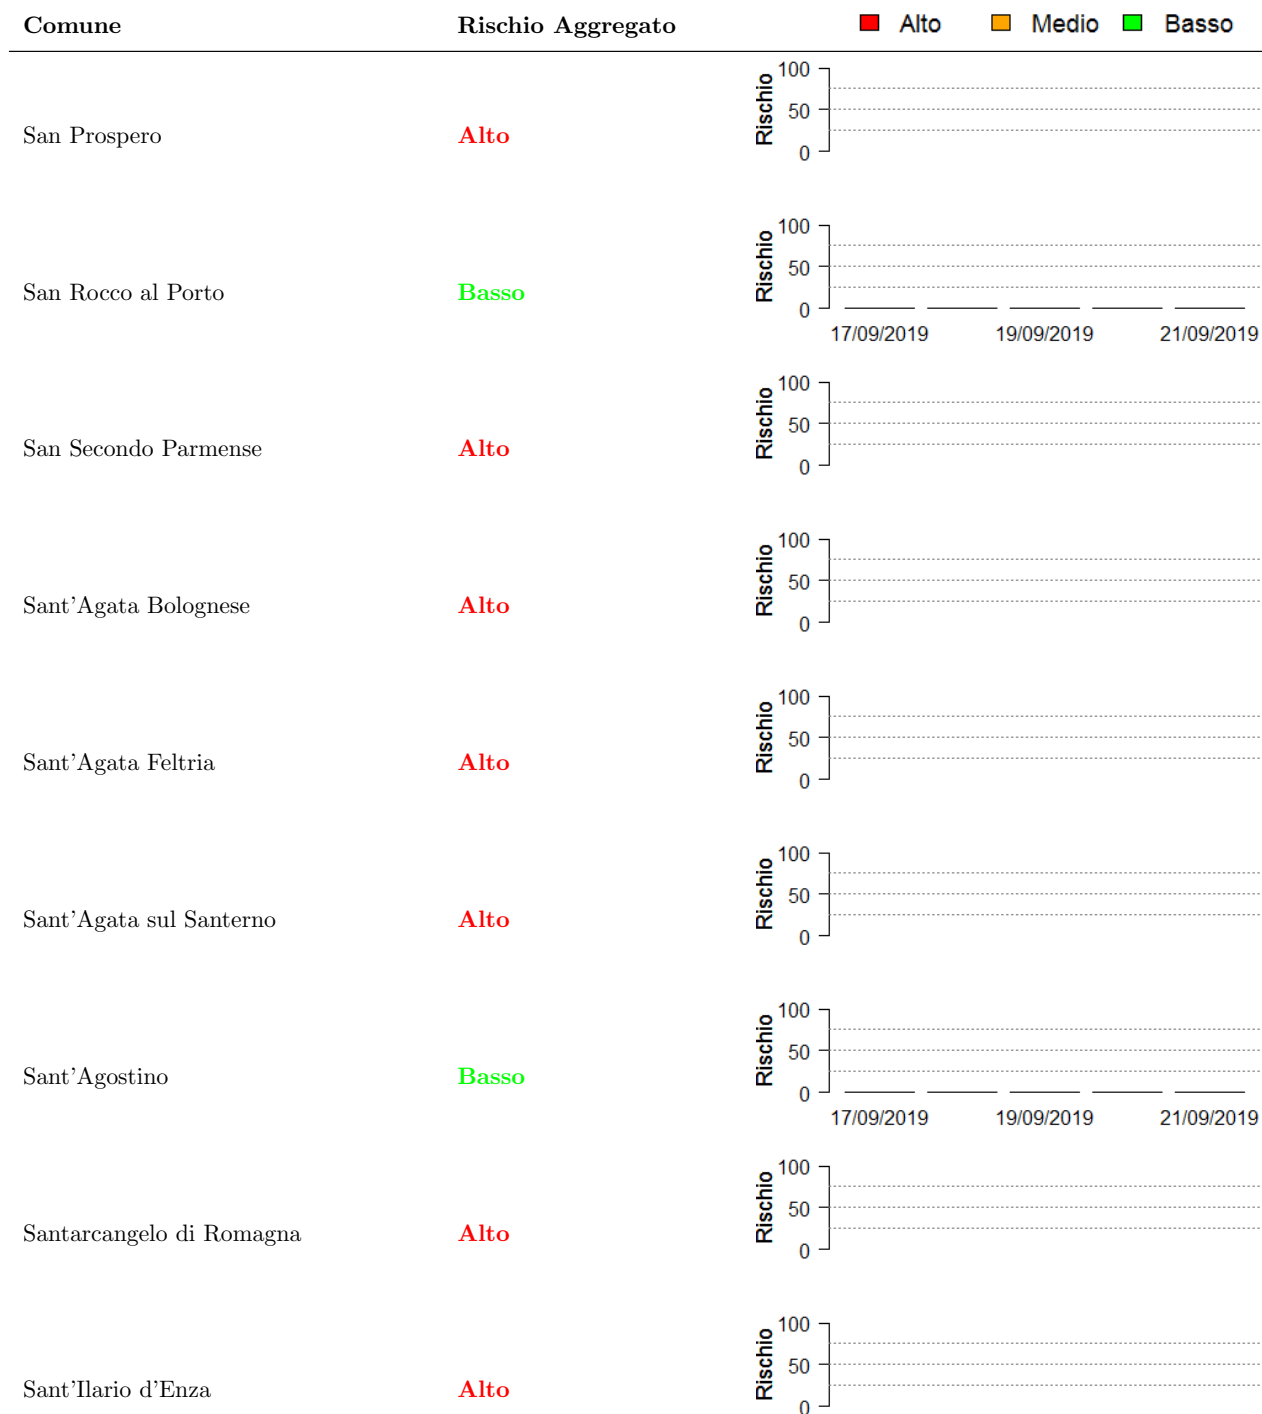 Comune Rischio Aggregato Alto Medio Basso
100
Rischio
50
San Prospero Alto
0
100
Rischio
50
San Rocco al Porto Basso
0
17/09/2019 19/09/2019 21/09/2019
100
Rischio
50
San Secondo Parmense Alto
0
100
Rischio
50
Sant'Agata Bolognese Alto
0
100
Rischio
50
Sant'Agata Feltria Alto
0
100
Rischio
50
Sant'Agata sul Santerno Alto
0
100
Rischio
50
Sant'Agostino Basso
0
17/09/2019 19/09/2019 21/09/2019
100
Rischio
50
Santarcangelo di Romagna Alto
0
100
Rischio
50
Sant'Ilario d'Enza Alto
0